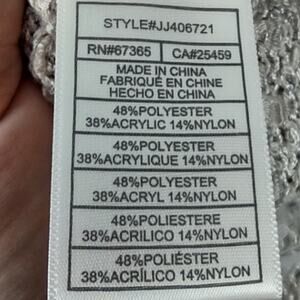 STYLE#JJ406721
RN#67365 CA#25459
MADE IN CHINA
FABRIQUÉ EN CHINE
HECHO EN CHINA
48%POLYESTER
38%ACRYLIC 14%NYLON
48%POLYESTER
38%ACRYLIQUE 14%NYLON
48%POLYESTER
38%ACRYL 14%NYLON
48%POLIESTERE
38%ACRILICO 14%NYLON
48%POLIÉSTER
38%ACRÍLICO 14%NYLON